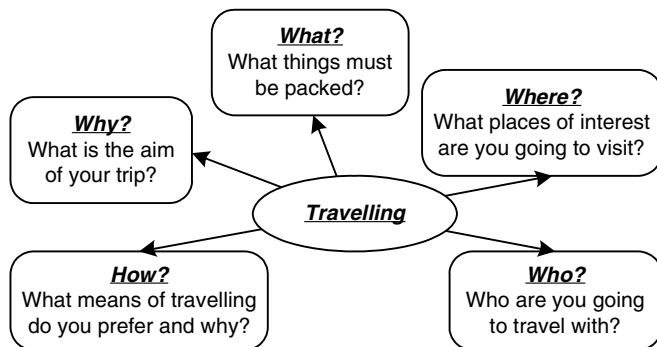 What?
What things must
be packed?
Where?
What places of interest
are you going to visit?
Why?
What is the aim
of your trip?
Travelling
How?
What means of travelling
do you prefer and why?
Who?
Who are you going
to travel with?